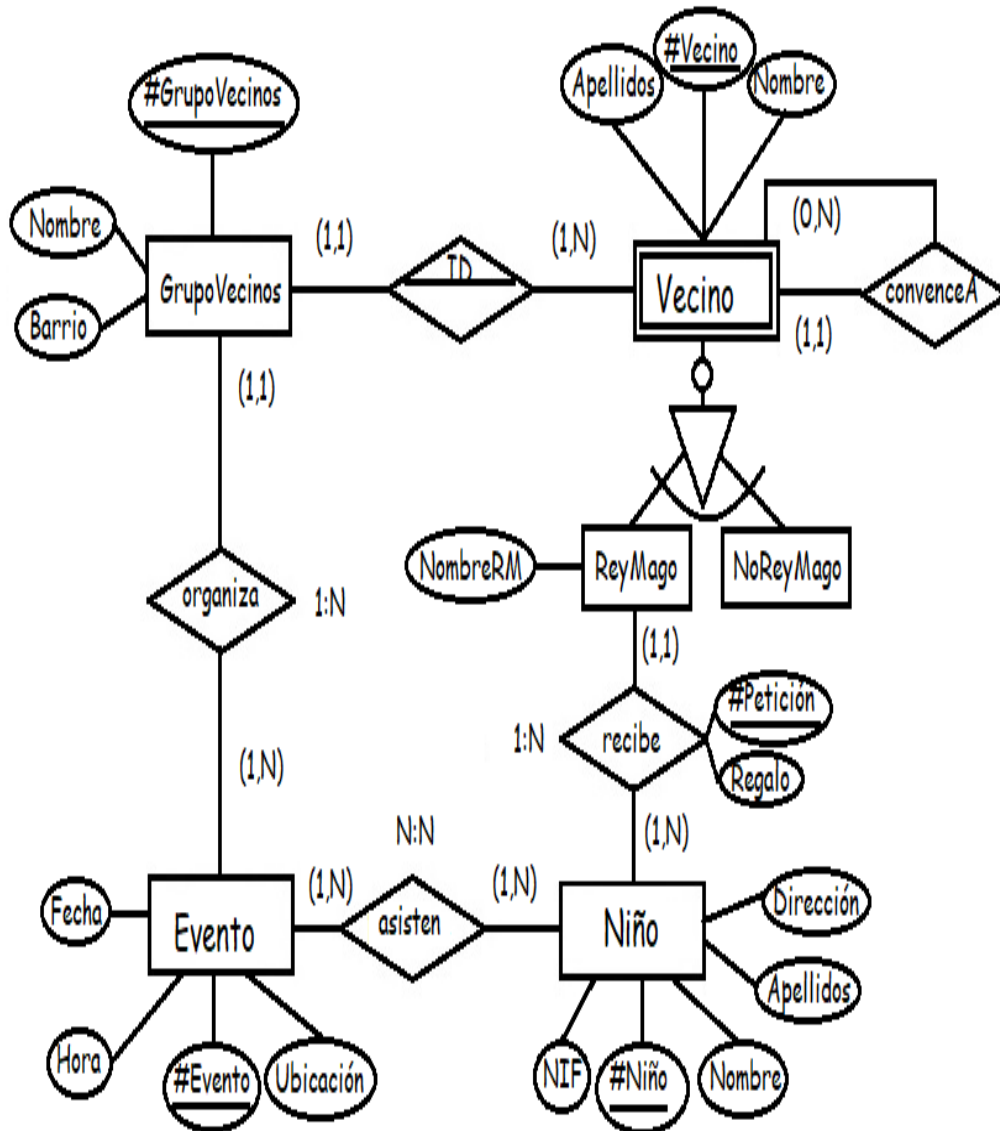 #Vecino
Apellidos
Nombre
#GrupoVecinos
Nombre
(1,1)
(1,N)
(0,N)
GrupoVecinos
ID
Vecino
convenceA
Barrio
(1,1)
(1,1)
NombreRM
ReyMago
NoReyMago
organiza
1:N
(1,1)
#Petición
1:N
recibe
Regalo
(1,N)
N:N
(1,N)
(1,N)
(1,N)
Fecha
Evento
asisten
Niño
Dirección
Apellidos
Hora
#Evento
Ubicación
NIF
#Niño
Nombre